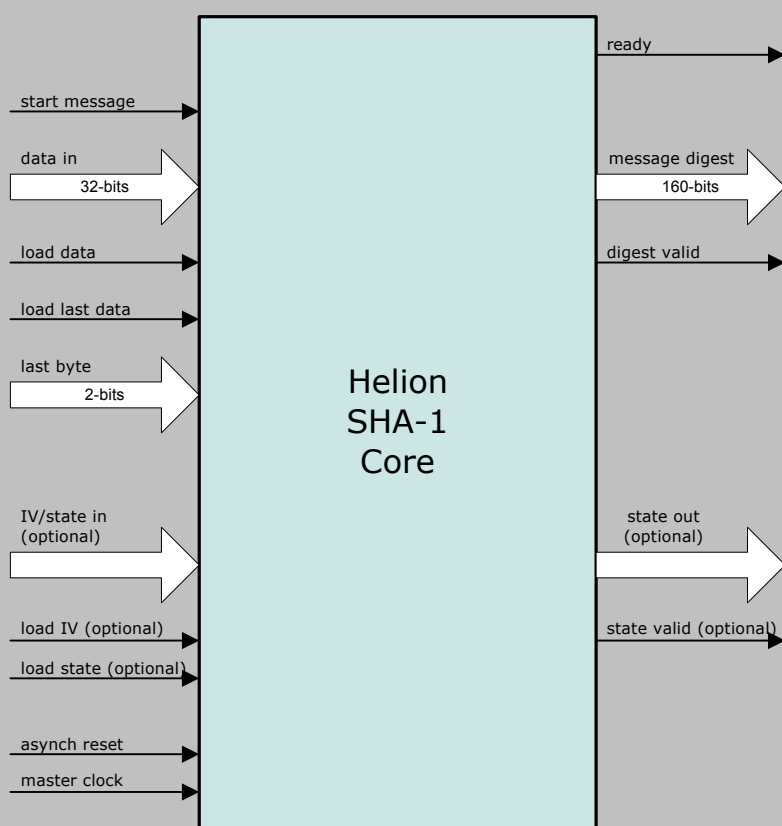 ready
start message
data in
32-bits
message digest
160-bits
load data
digest valid
load last data
last byte
2-bits
Helion
SHA-1
Core
IV/state in
(optional)
state out
(optional)
load IV (optional)
state valid (optional)
load state (optional)
asynch reset
master clock